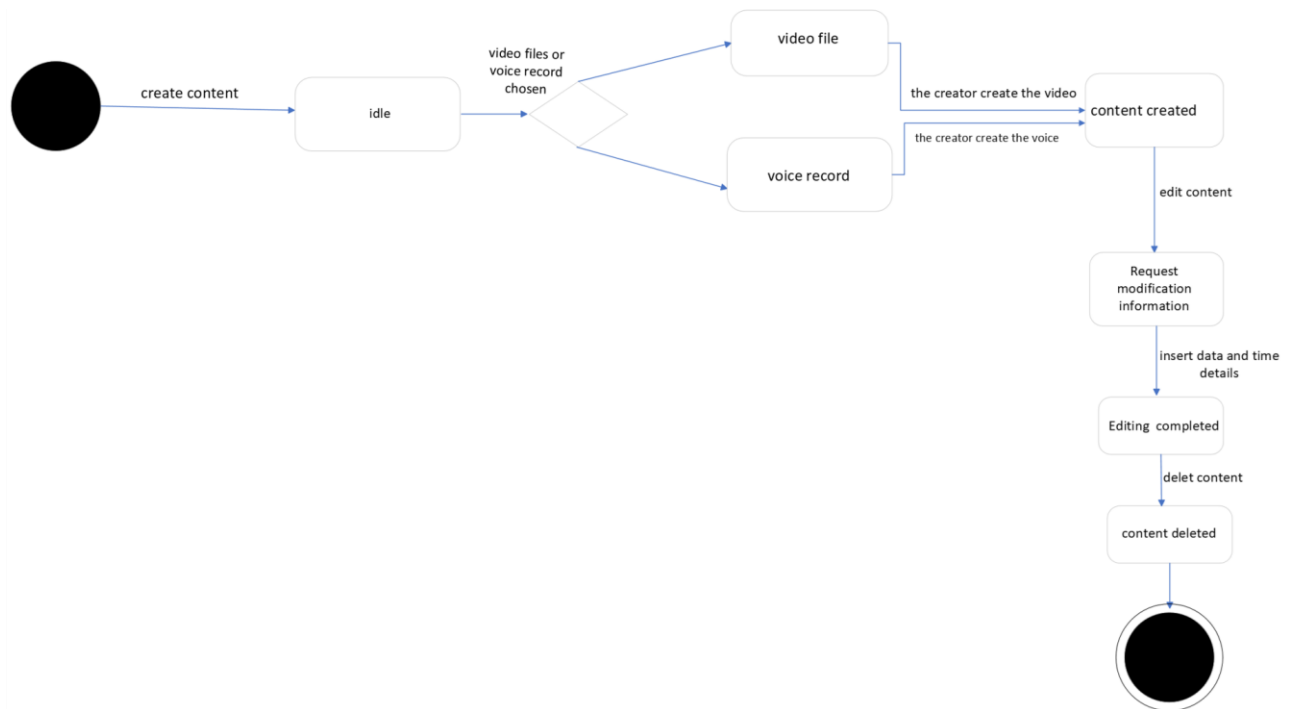 create content
idle
video files or
voice record
chosen
video file
voice record
the creator create the video
the creator create the voice
content created
edit content
Request
modification
information
insert data and time
details
Editing completed
delet content
content deleted